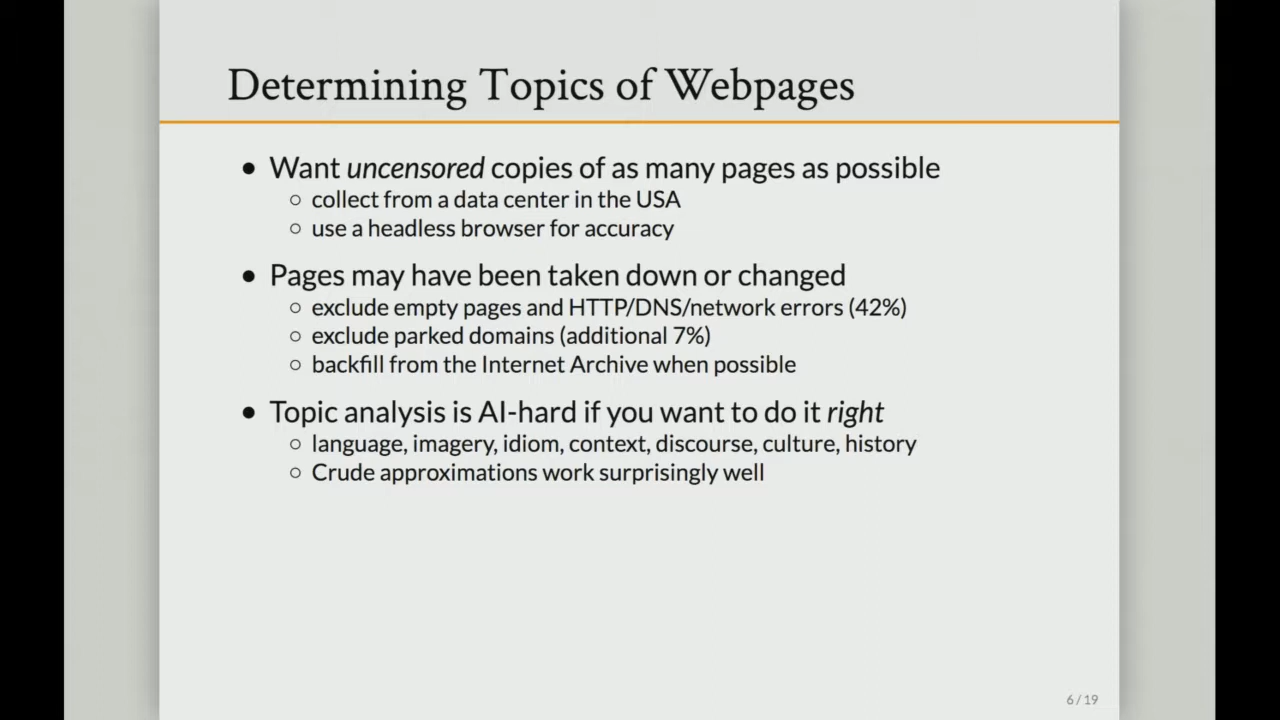 Determining Topics of Webpages
● Want uncensored copies of as many pages as possible
○ collect from a data center in the USA
○ use a headless browser for accuracy
● Pages may have been taken down or changed
○ exclude empty pages and HTTP/DNS/network errors (42%)
○ exclude parked domains (additional 7%)
○ backfill from the Internet Archive when possible
● Topic analysis is AI-hard if you want to do it right
○ language, imagery, idiom, context, discourse, culture, history
○ Crude approximations work surprisingly well
6 / 19